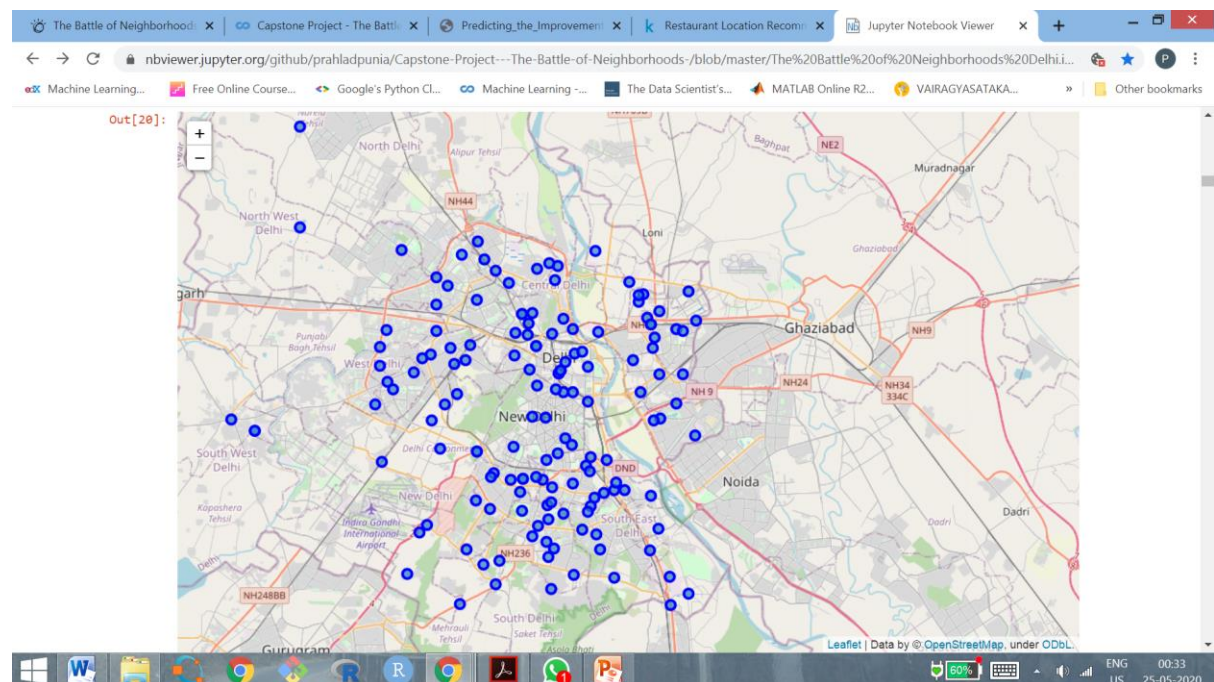 The Battle of Neighborhoods
Capstone Project - The Battle
Predicting_the_Improvement
Restaurant Location Recomm
Jupyter Notebook Viewer
nbviewer.jupyter.org/github/prahladpunia/Capstone-Project---The-Battle-of-Neighborhoods-/blob/master/The%20Battle%20of%20Neighborhoods%20Delhi.i...
P
Machine Learning...
Free Online Course...
Google's Python Cl...
Machine Learning -...
The Data Scientist's...
MATLAB Online R2...
VAIRAGYASATAKA...
»
Other bookmarks
Out[20]:
+
−
North Delhi
Alipur Tehsil
Baghpat
NE2
Muradnagar
NH44
North West
Delhi
Loni
Ghaziabad
Central Delhi
garh
Ghaziabad
NH9
Punjabi
Bagh Tehsil
West
Delhi
NH24
NH34
334C
NH 9
New Delhi
South West
Delhi
DND
Noida
New Delhi
Kapashera
Tehsil
Indira Gandhi
International
Airport
South East
Delhi
Dadri
Dadri
NH236
Delhi
NH248BB
South Delhi
Delhi
Mehrauli
Tehsil
Saket Tehsil
Gurugram
Leaflet | Data by © OpenStreetMap, under ODbL.
60%
ENG
00:33
US
25-05-2020